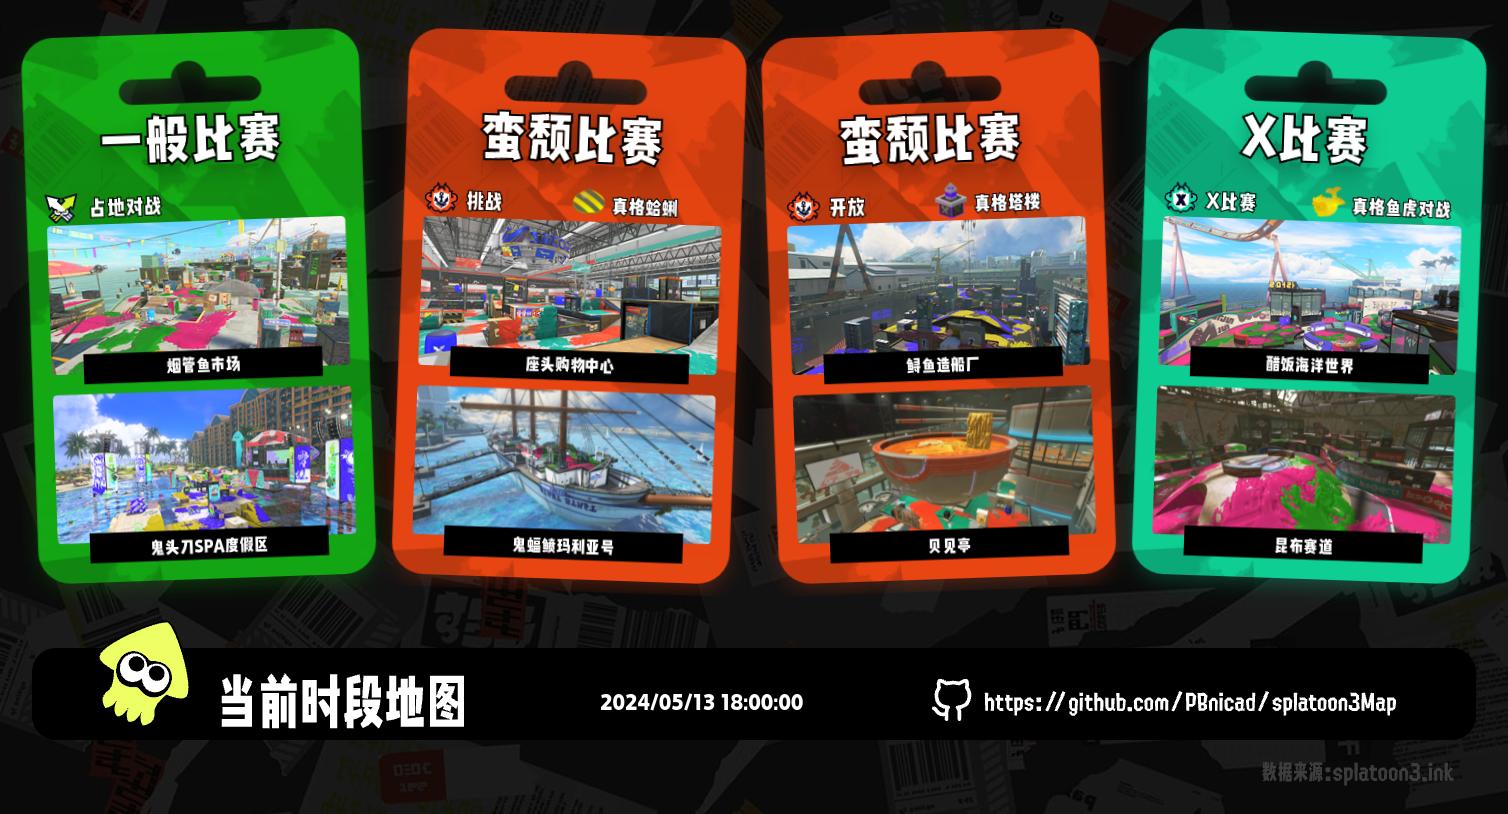 一般比赛
占地对战
烟管鱼市场
鬼头刀SPA度假区
蛮颓比赛
挑战
真格蛤蜊
座头购物中心
鬼蝠鲼玛利亚号
蛮颓比赛
开放
真格塔楼
鲟鱼造船厂
贝见亭
X比赛
X比赛
真格鱼虎对战
醋饭海洋世界
昆布赛道
当前时段地图
2024/05/13 18:00:00
https://github.com/PBnicad/splatoon3Map
数据来源:splatoon3.ink